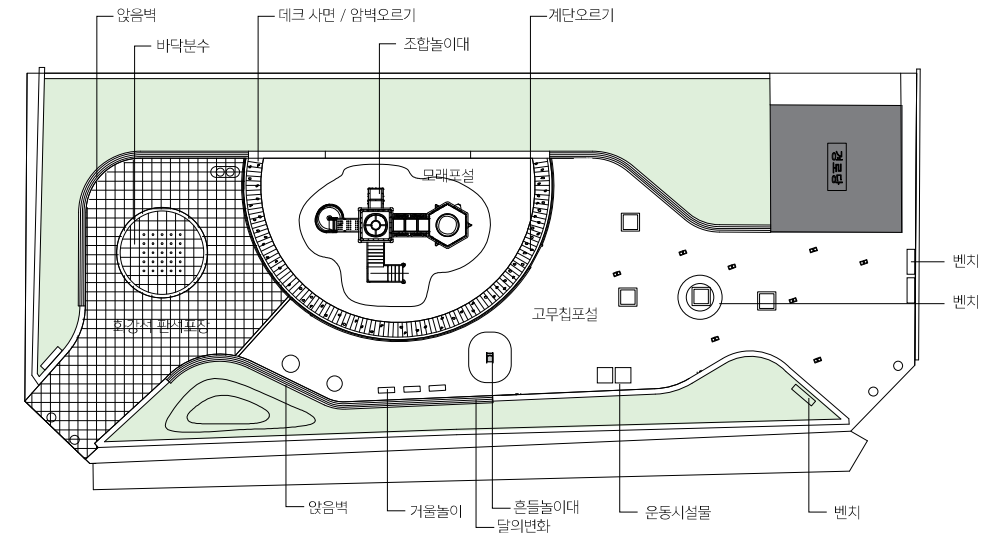 앉음벽
데크 사면 / 암벽오르기
계단오르기
바닥분수
조합놀이대
모래포설
음지요
벤치
벤치
고무칩포설
화강석 판석포장
앉음벽
거울놀이
흔들놀이대
달의변화
운동시설물
벤치